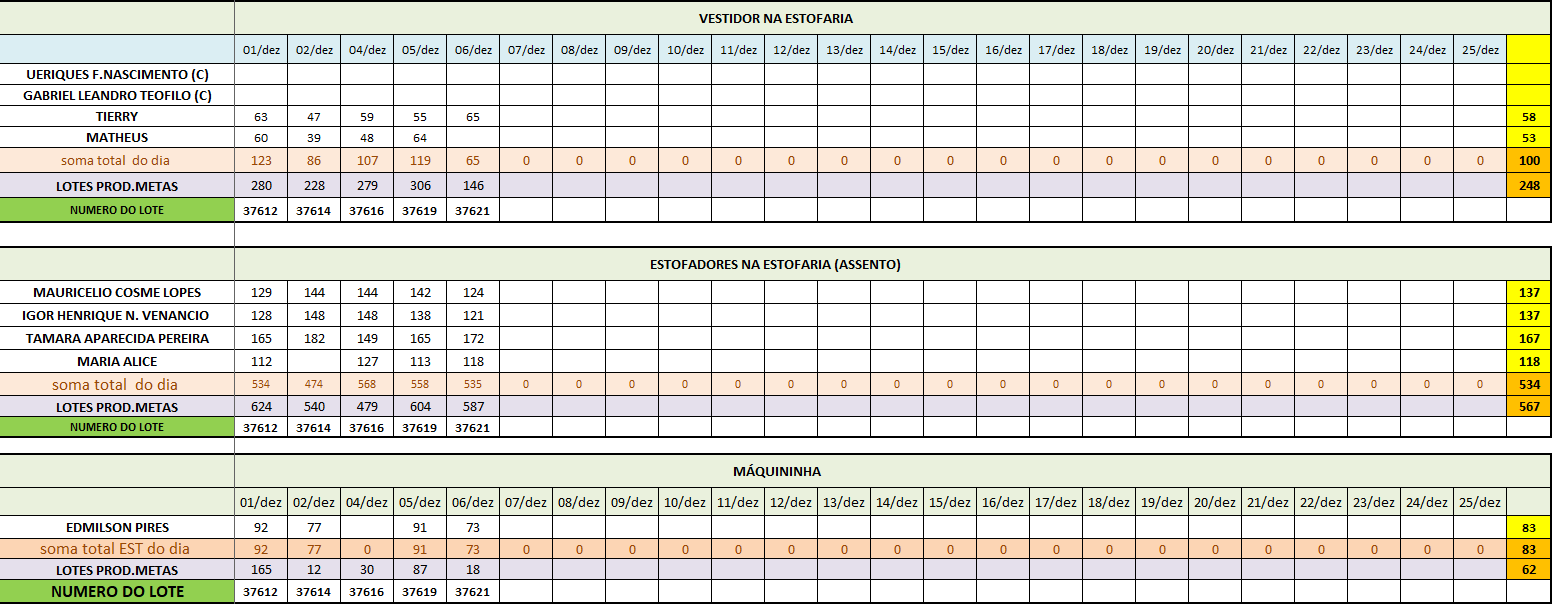 VESTIDOR NA ESTOFARIA
01/dez 02/dez 04/dez 05/dez 06/dez 07/dez 08/dez 09/dez 10/dez 11/dez 12/dez 13/dez 14/dez 15/dez 16/dez 17/dez 18/dez 19/dez 20/dez 21/dez 22/dez 23/dez 24/dez 25/dez
UERIQUES F.NASCIMENTO (C)
GABRIEL LEANDRO TEOFILO (C)
TIERRY 63 47 59 55 65 58
MATHEUS 60 39 48 64 53
soma total do dia 123 86 107 119 65 0 0 0 0 0 0 0 0 0 0 0 0 0 0 0 0 0 0 0 100
LOTES PROD.METAS 280 228 279 306 146 248
NUMERO DO LOTE 37612 37614 37616 37619 37621
ESTOFADORES NA ESTOFARIA (ASSENTO)
MAURICELIO COSME LOPES 129 144 144 142 124 137
IGOR HENRIQUE N. VENANCIO 128 148 148 138 121 137
TAMARA APARECIDA PEREIRA 165 182 149 165 172 167
MARIA ALICE 112 127 113 118 118
soma total do dia 534 474 568 558 535 0 0 0 0 0 0 0 0 0 0 0 0 0 0 0 0 0 0 0 534
LOTES PROD.METAS 624 540 479 604 587 567
NUMERO DO LOTE 37612 37614 37616 37619 37621
MÁQUININHA
01/dez 02/dez 04/dez 05/dez 06/dez 07/dez 08/dez 09/dez 10/dez 11/dez 12/dez 13/dez 14/dez 15/dez 16/dez 17/dez 18/dez 19/dez 20/dez 21/dez 22/dez 23/dez 24/dez 25/dez
EDMILSON PIRES 92 77 91 73 83
soma total EST do dia 92 77 0 91 73 0 0 0 0 0 0 0 0 0 0 0 0 0 0 0 0 0 0 0 83
LOTES PROD.METAS 165 12 30 87 18 62
NUMERO DO LOTE 37612 37614 37616 37619 37621